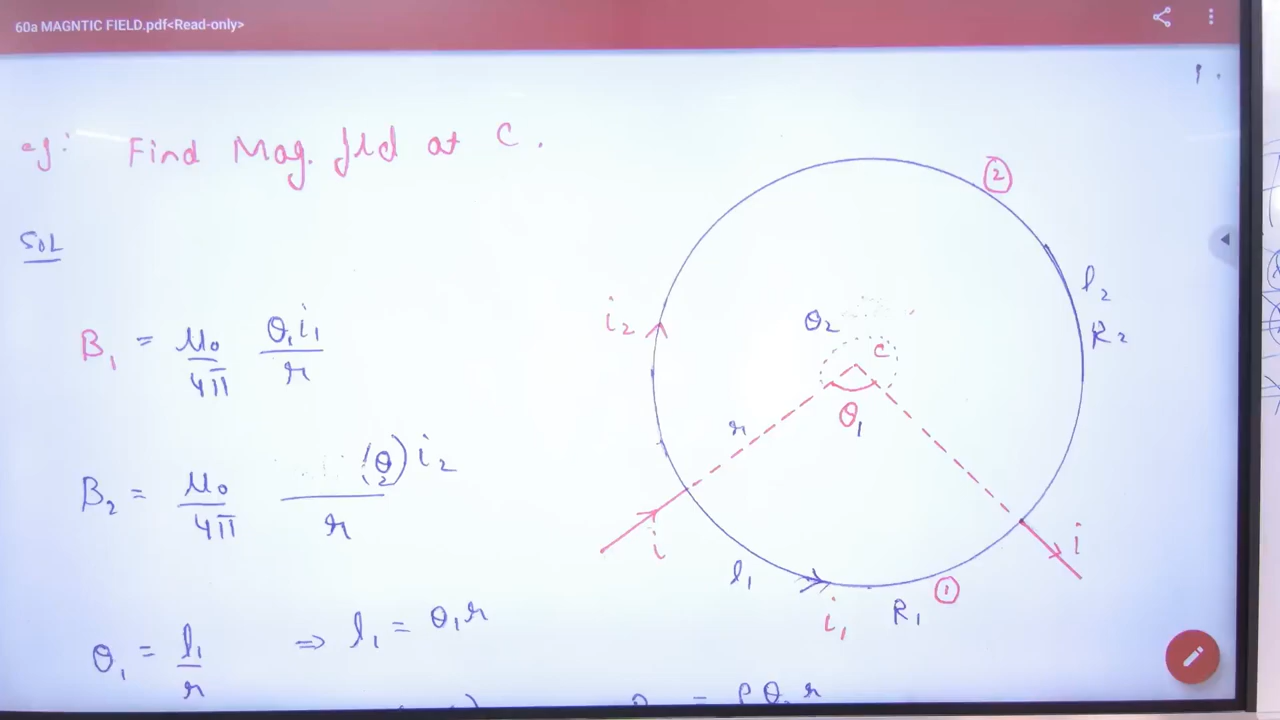 60a MAGNTIC FIELD.pdf<Read-only>
eg: Find Mag. fld at C.
SOL
B₁ = μ₀/4π θ₁i₁/r
B₂ = μ₀/4π (θ₂)i₂/r
θ₁ = l₁/r ⇒ l₁ = θ₁r
②
l₂
R₂
i₂
θ₂
C
θ₁
r
i
i
l₁
i₁
R₁
①